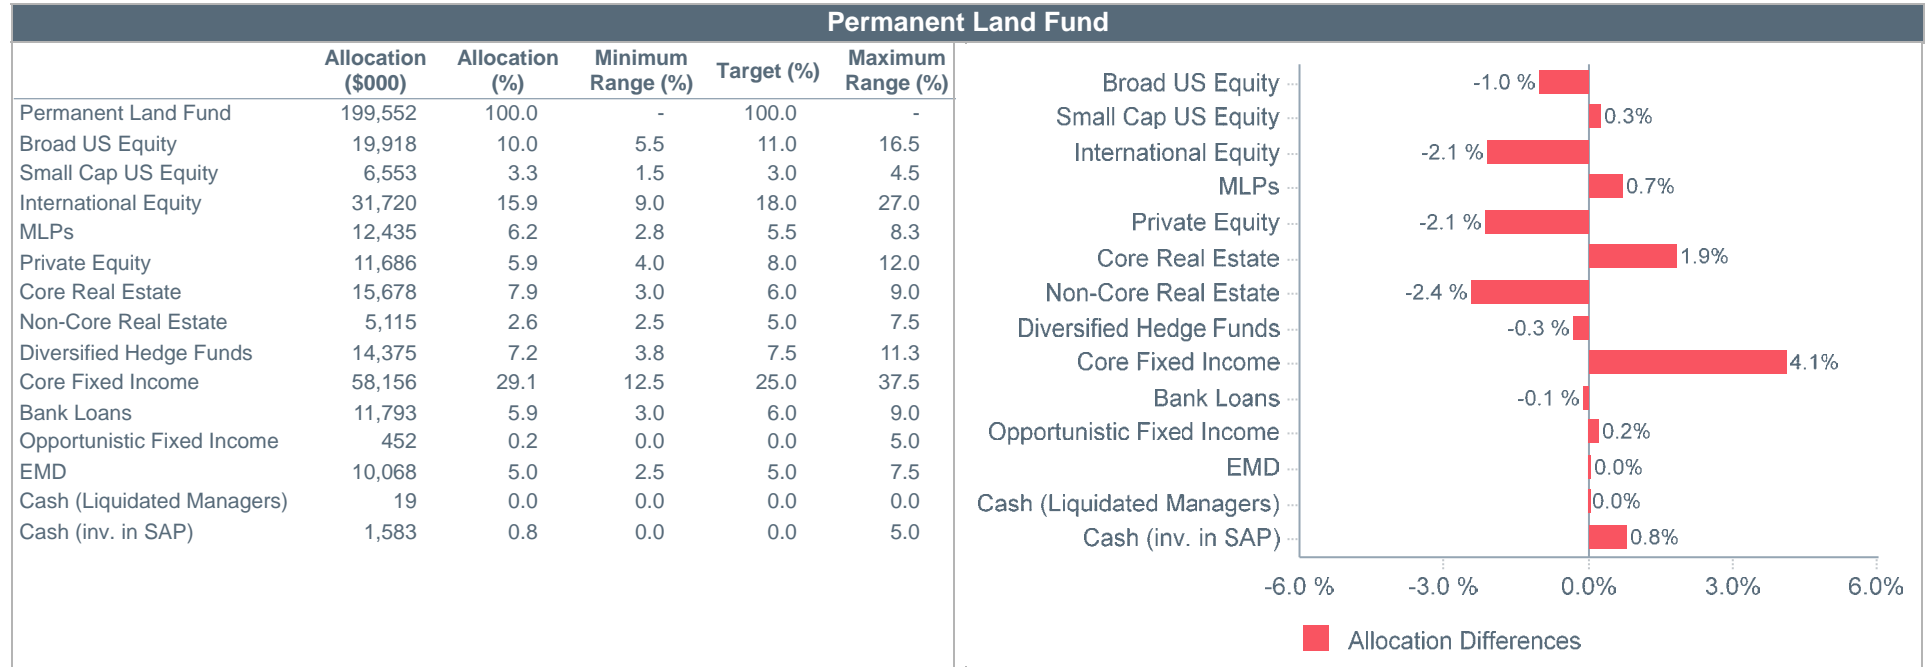 Permanent Land Fund
Allocation ($000) Allocation (%) Minimum Range (%) Target (%) Maximum Range (%)
Permanent Land Fund 199,552 100.0 - 100.0 -
Broad US Equity 19,918 10.0 5.5 11.0 16.5
Small Cap US Equity 6,553 3.3 1.5 3.0 4.5
International Equity 31,720 15.9 9.0 18.0 27.0
MLPs 12,435 6.2 2.8 5.5 8.3
Private Equity 11,686 5.9 4.0 8.0 12.0
Core Real Estate 15,678 7.9 3.0 6.0 9.0
Non-Core Real Estate 5,115 2.6 2.5 5.0 7.5
Diversified Hedge Funds 14,375 7.2 3.8 7.5 11.3
Core Fixed Income 58,156 29.1 12.5 25.0 37.5
Bank Loans 11,793 5.9 3.0 6.0 9.0
Opportunistic Fixed Income 452 0.2 0.0 0.0 5.0
EMD 10,068 5.0 2.5 5.0 7.5
Cash (Liquidated Managers) 19 0.0 0.0 0.0 0.0
Cash (inv. in SAP) 1,583 0.8 0.0 0.0 5.0
Broad US Equity -1.0 %
Small Cap US Equity 0.3%
International Equity -2.1 %
MLPs 0.7%
Private Equity -2.1 %
Core Real Estate 1.9%
Non-Core Real Estate -2.4 %
Diversified Hedge Funds -0.3 %
Core Fixed Income 4.1%
Bank Loans -0.1 %
Opportunistic Fixed Income 0.2%
EMD 0.0%
Cash (Liquidated Managers) 0.0%
Cash (inv. in SAP) 0.8%
-6.0 % -3.0 % 0.0% 3.0% 6.0%
Allocation Differences